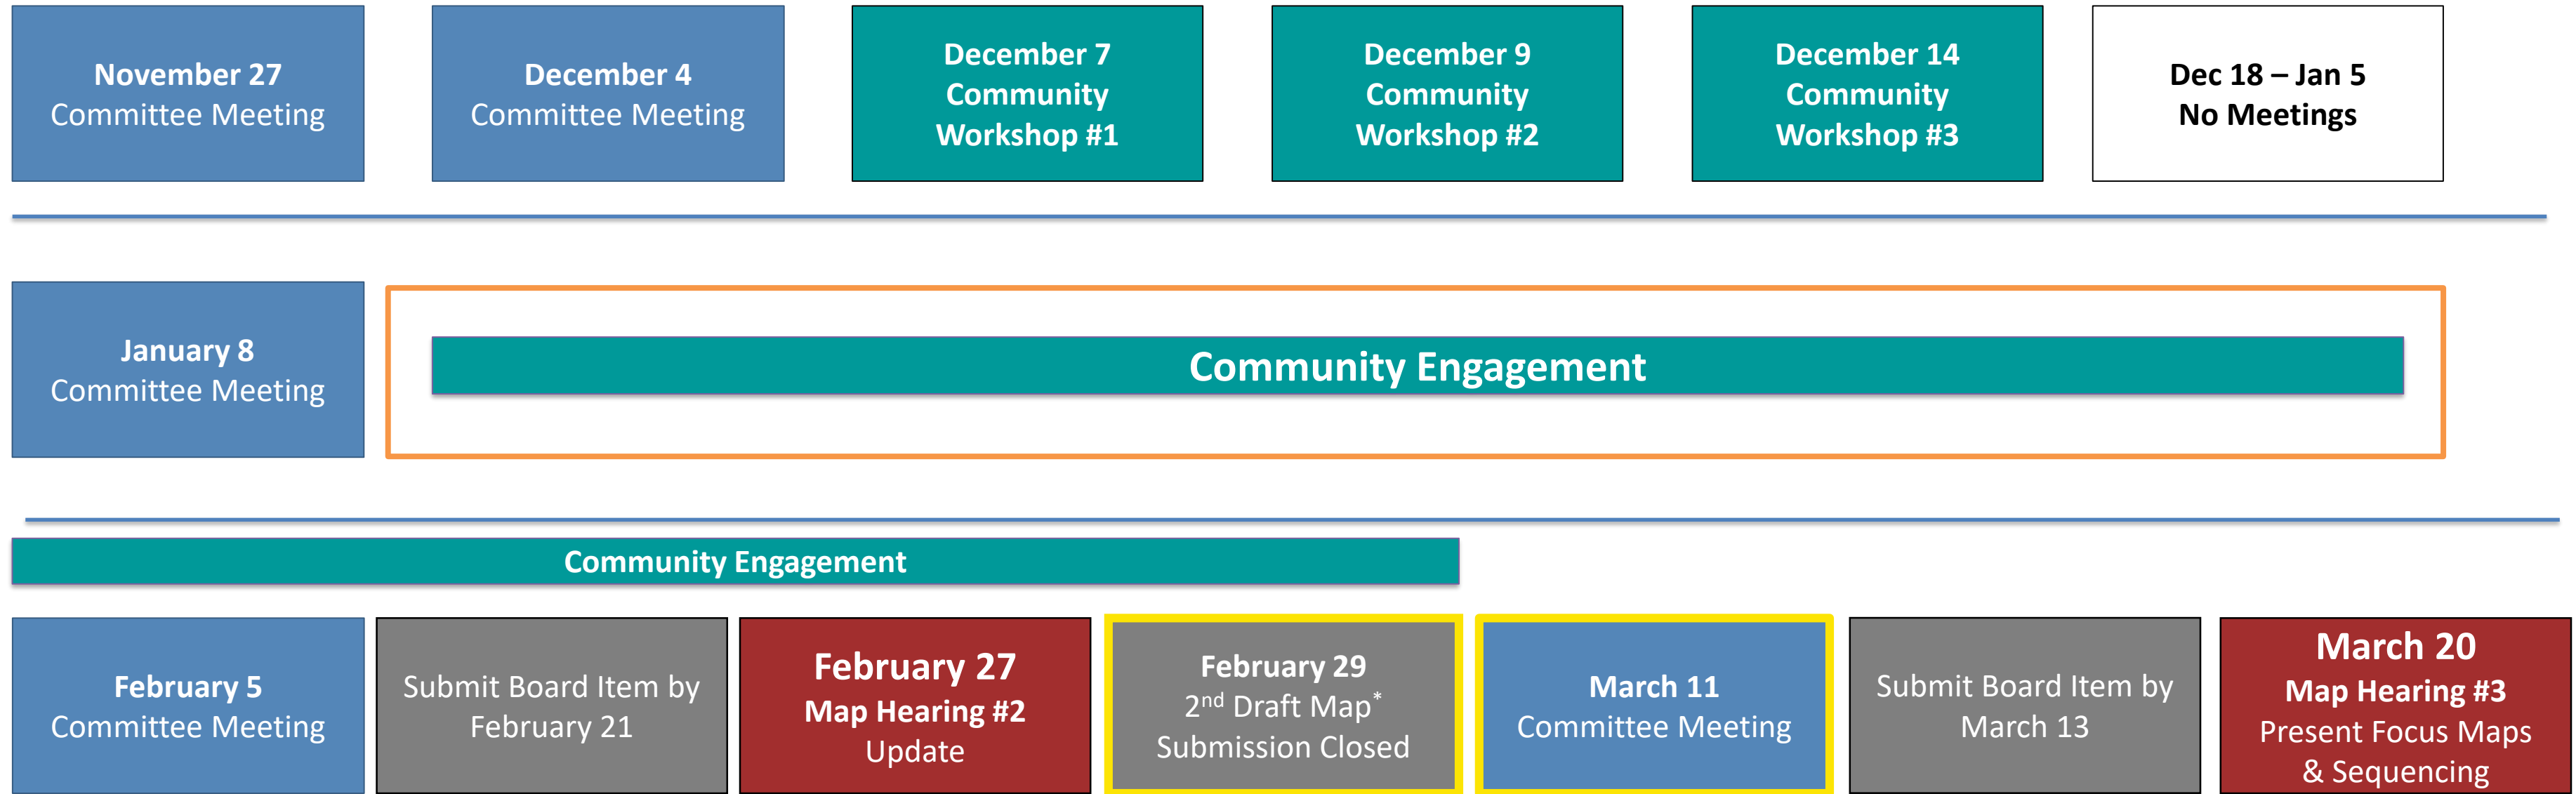 November 27
Committee Meeting
December 4
Committee Meeting
December 7
Community
Workshop #1
December 9
Community
Workshop #2
December 14
Community
Workshop #3
Dec 18 – Jan 5
No Meetings
January 8
Committee Meeting
Community Engagement
Community Engagement
February 5
Committee Meeting
Submit Board Item by
February 21
February 27
Map Hearing #2
Update
February 29
2nd Draft Map*
Submission Closed
March 11
Committee Meeting
Submit Board Item by
March 13
March 20
Map Hearing #3
Present Focus Maps
& Sequencing